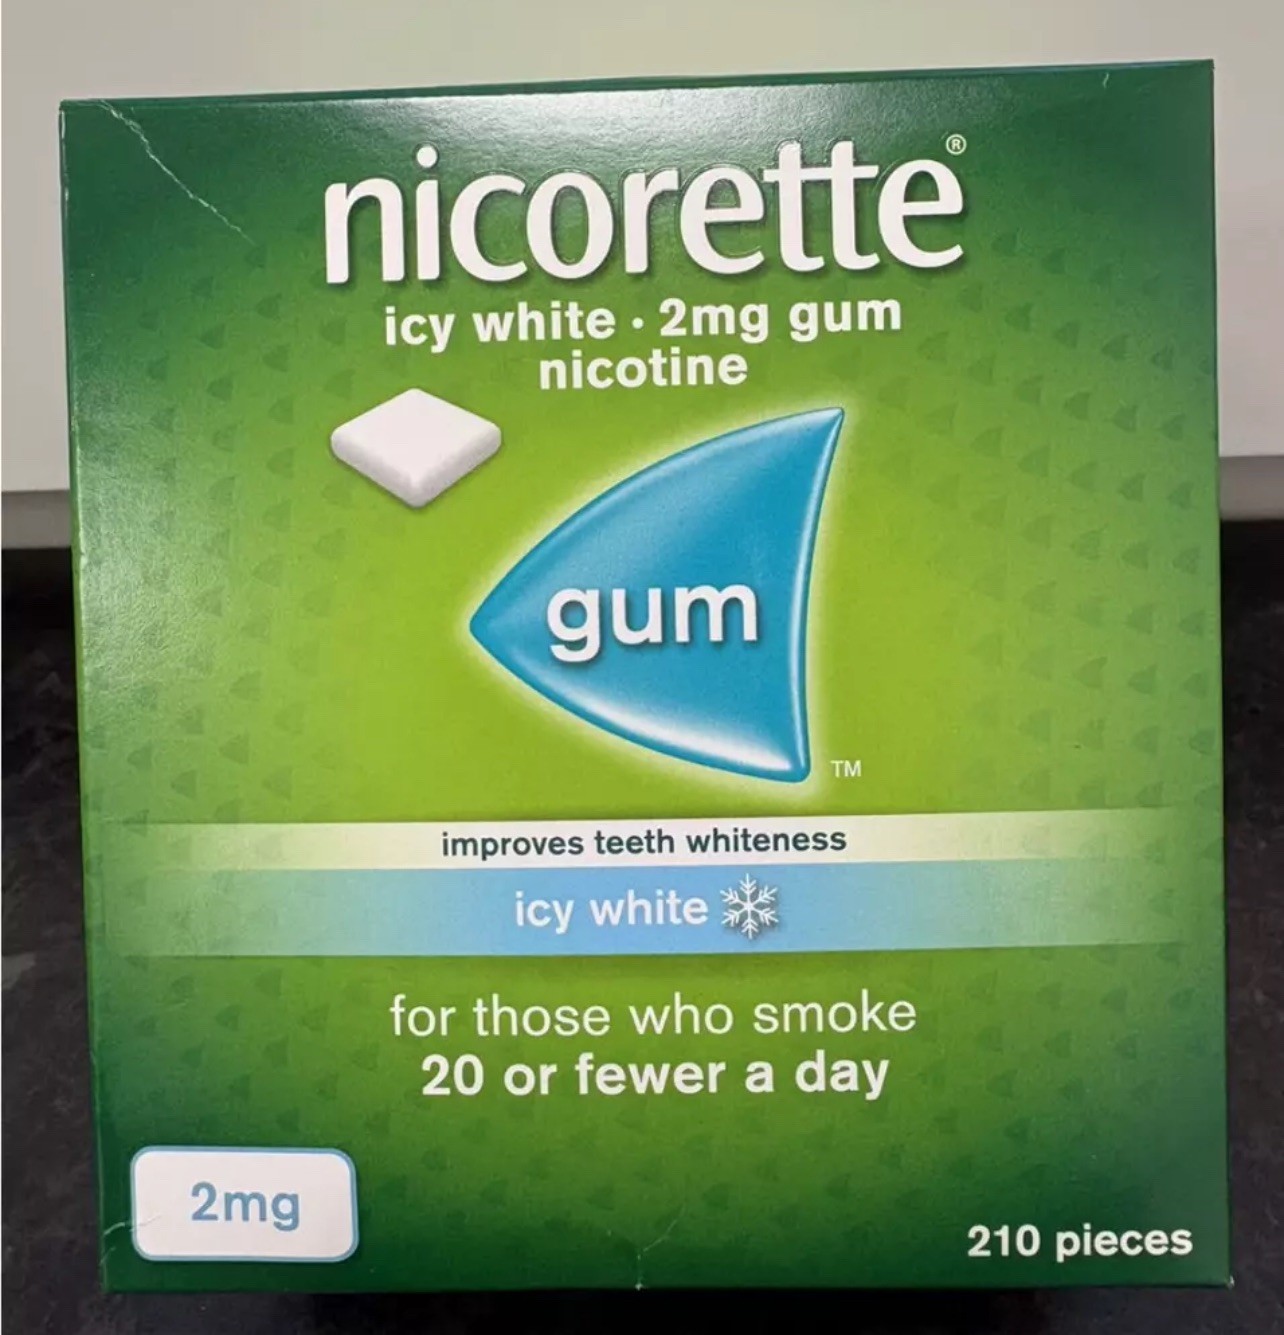 nicorette®
icy white · 2mg gum
nicotine
gum
TM
improves teeth whiteness
icy white
for those who smoke
20 or fewer a day
2mg
210 pieces